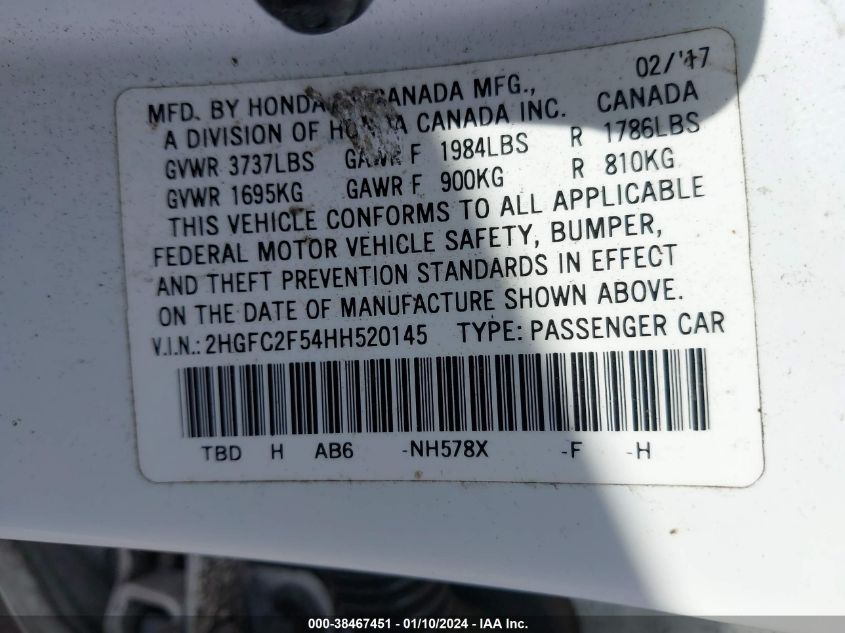 02/'17
MFD. BY HONDA CANADA MFG.,
A DIVISION OF HONDA CANADA INC. CANADA
GVWR 3737LBS GAWR F 1984LBS R 1786LBS
GVWR 1695KG GAWR F 900KG R 810KG
THIS VEHICLE CONFORMS TO ALL APPLICABLE
FEDERAL MOTOR VEHICLE SAFETY, BUMPER,
AND THEFT PREVENTION STANDARDS IN EFFECT
ON THE DATE OF MANUFACTURE SHOWN ABOVE.
V.I.N.: 2HGFC2F54HH520145 TYPE: PASSENGER CAR
TBD H AB6 -NH578X -F -H
000-38467451 - 01/10/2024 - IAA Inc.